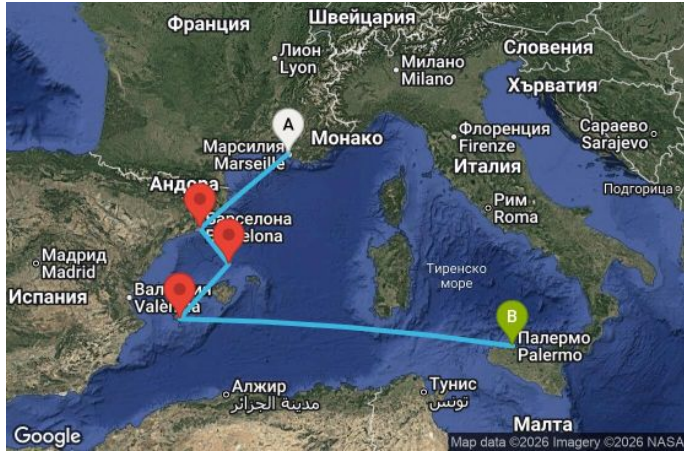 Франция
Швейцария
Лион
Lyon
Милано
Milano
Словения
Хърватия
A
Марсилия
Marseille
Монако
Флоренция
Firenze
Сараево
Sarajevo
Италия
Андора
Подгорица
Рим
Roma
Барселона
Мадрид
Madrid
Тиренско
море
Испания
València
B
Палермо
Palermo
Алжир
مدينة الجزائر
Тунис
تونس
Малта
Google
Map data ©2026 Imagery ©2026 NASA